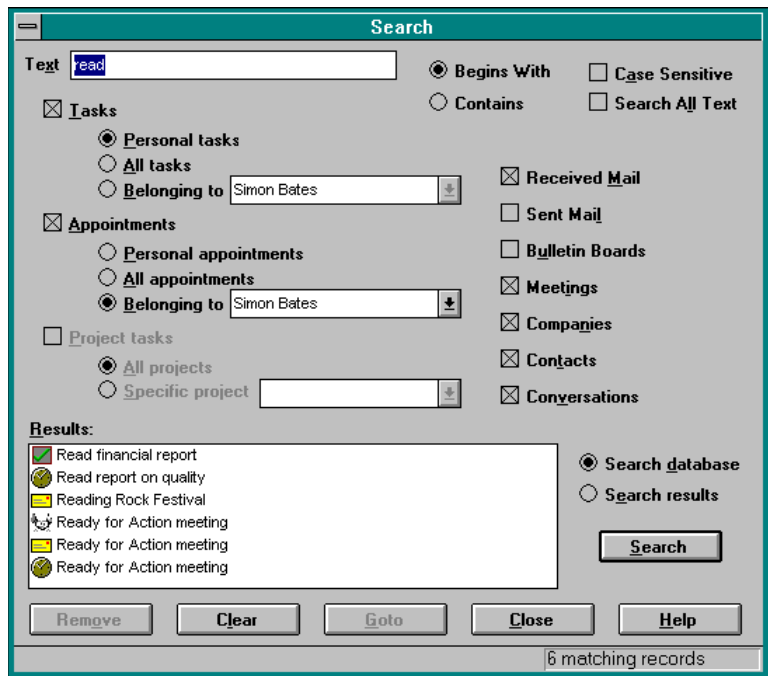 Search
Text read
Begins With
Case Sensitive
Contains
Search All Text
Tasks
Personal tasks
All tasks
Belonging to Simon Bates
Received Mail
Sent Mail
Appointments
Personal appointments
Bulletin Boards
All appointments
Meetings
Belonging to Simon Bates
Companies
Project tasks
All projects
Contacts
Specific project
Conversations
Results:
Read financial report
Read report on quality
Reading Rock Festival
Ready for Action meeting
Ready for Action meeting
Ready for Action meeting
Search database
Search results
Search
Remove Clear Goto Close Help
6 matching records